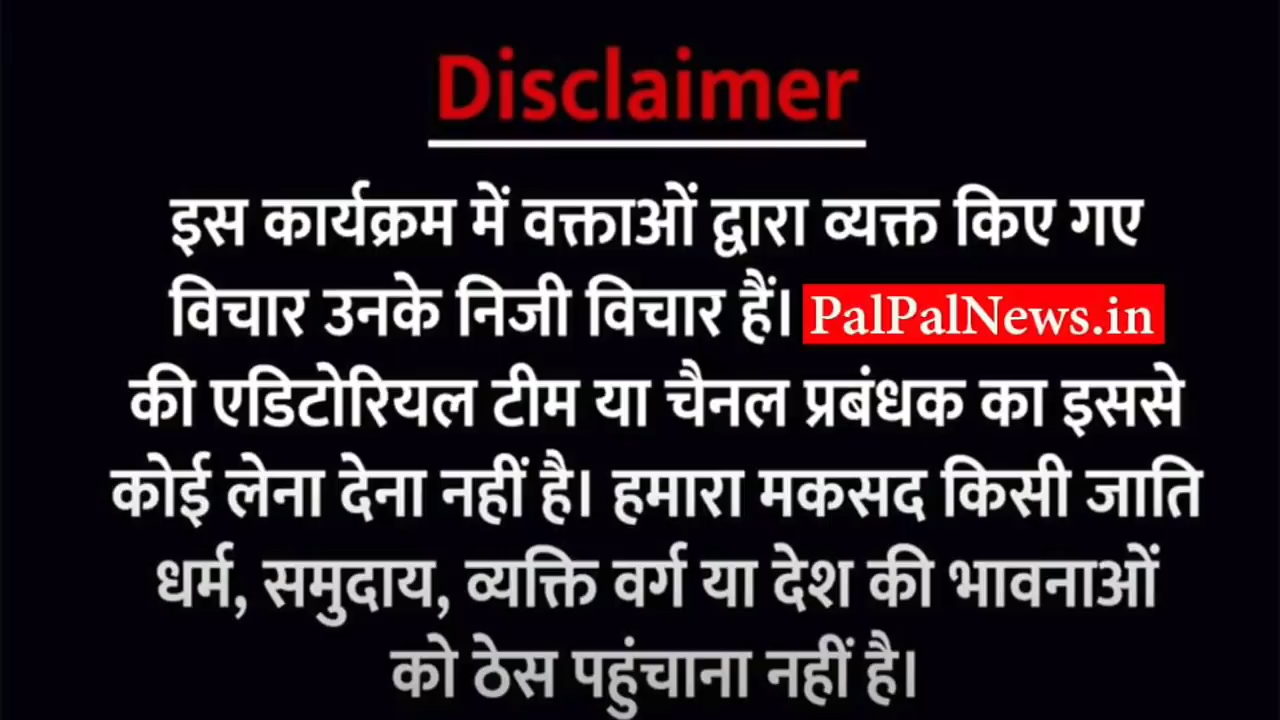 Disclaimer
इस कार्यक्रम में वक्ताओं द्वारा व्यक्त किए गए
विचार उनके निजी विचार हैं। PalPalNews.in
की एडिटोरियल टीम या चैनल प्रबंधक का इससे
कोई लेना देना नहीं है। हमारा मकसद किसी जाति
धर्म, समुदाय, व्यक्ति वर्ग या देश की भावनाओं
को ठेस पहुंचाना नहीं है।